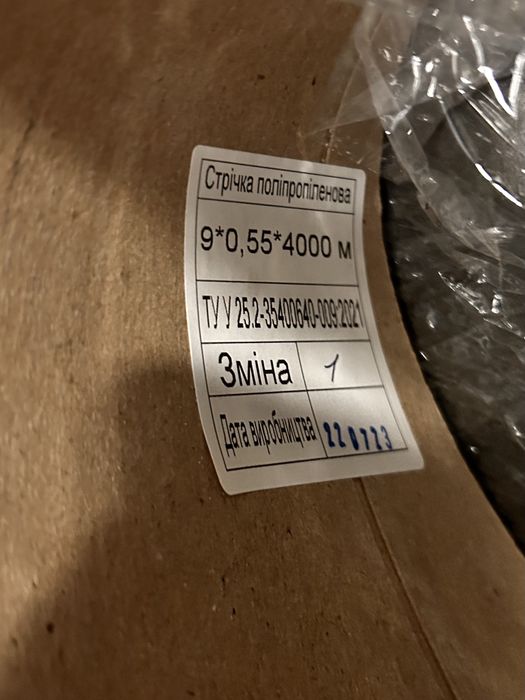 Стрічка поліпропіленова
9*0,55*4000 м
ТУ У 25.2-35400640-009:2021
Зміна 1
Дата виробництва 220723